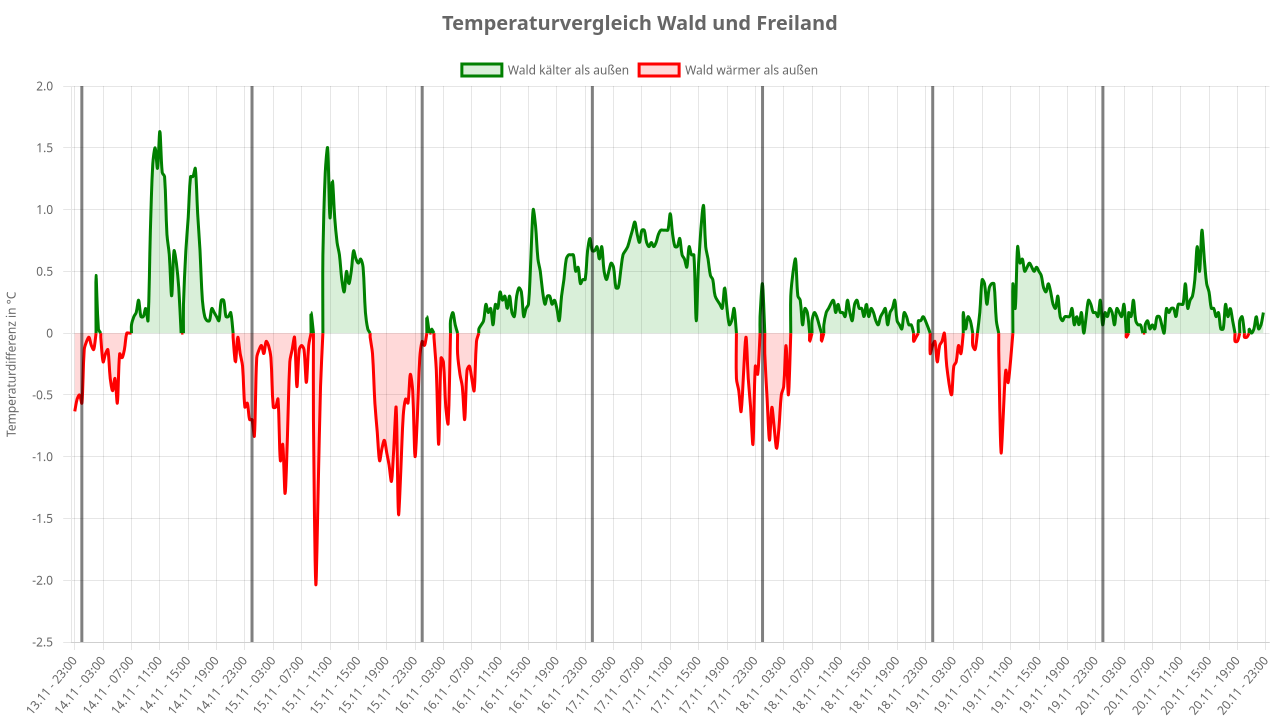 Temperaturvergleich Wald und Freiland
Wald kälter als außen
Wald wärmer als außen
Temperaturdifferenz in °C
2.0
1.5
1.0
0.5
0
-0.5
-1.0
-1.5
-2.0
-2.5
13.11 - 23:00
14.11 - 03:00
14.11 - 07:00
14.11 - 11:00
14.11 - 15:00
14.11 - 19:00
14.11 - 23:00
15.11 - 03:00
15.11 - 07:00
15.11 - 11:00
15.11 - 15:00
15.11 - 19:00
15.11 - 23:00
16.11 - 03:00
16.11 - 07:00
16.11 - 11:00
16.11 - 15:00
16.11 - 19:00
16.11 - 23:00
17.11 - 03:00
17.11 - 07:00
17.11 - 11:00
17.11 - 15:00
17.11 - 19:00
17.11 - 23:00
18.11 - 03:00
18.11 - 07:00
18.11 - 11:00
18.11 - 15:00
18.11 - 19:00
18.11 - 23:00
19.11 - 03:00
19.11 - 07:00
19.11 - 11:00
19.11 - 15:00
19.11 - 19:00
19.11 - 23:00
20.11 - 03:00
20.11 - 07:00
20.11 - 11:00
20.11 - 15:00
20.11 - 19:00
20.11 - 23:00